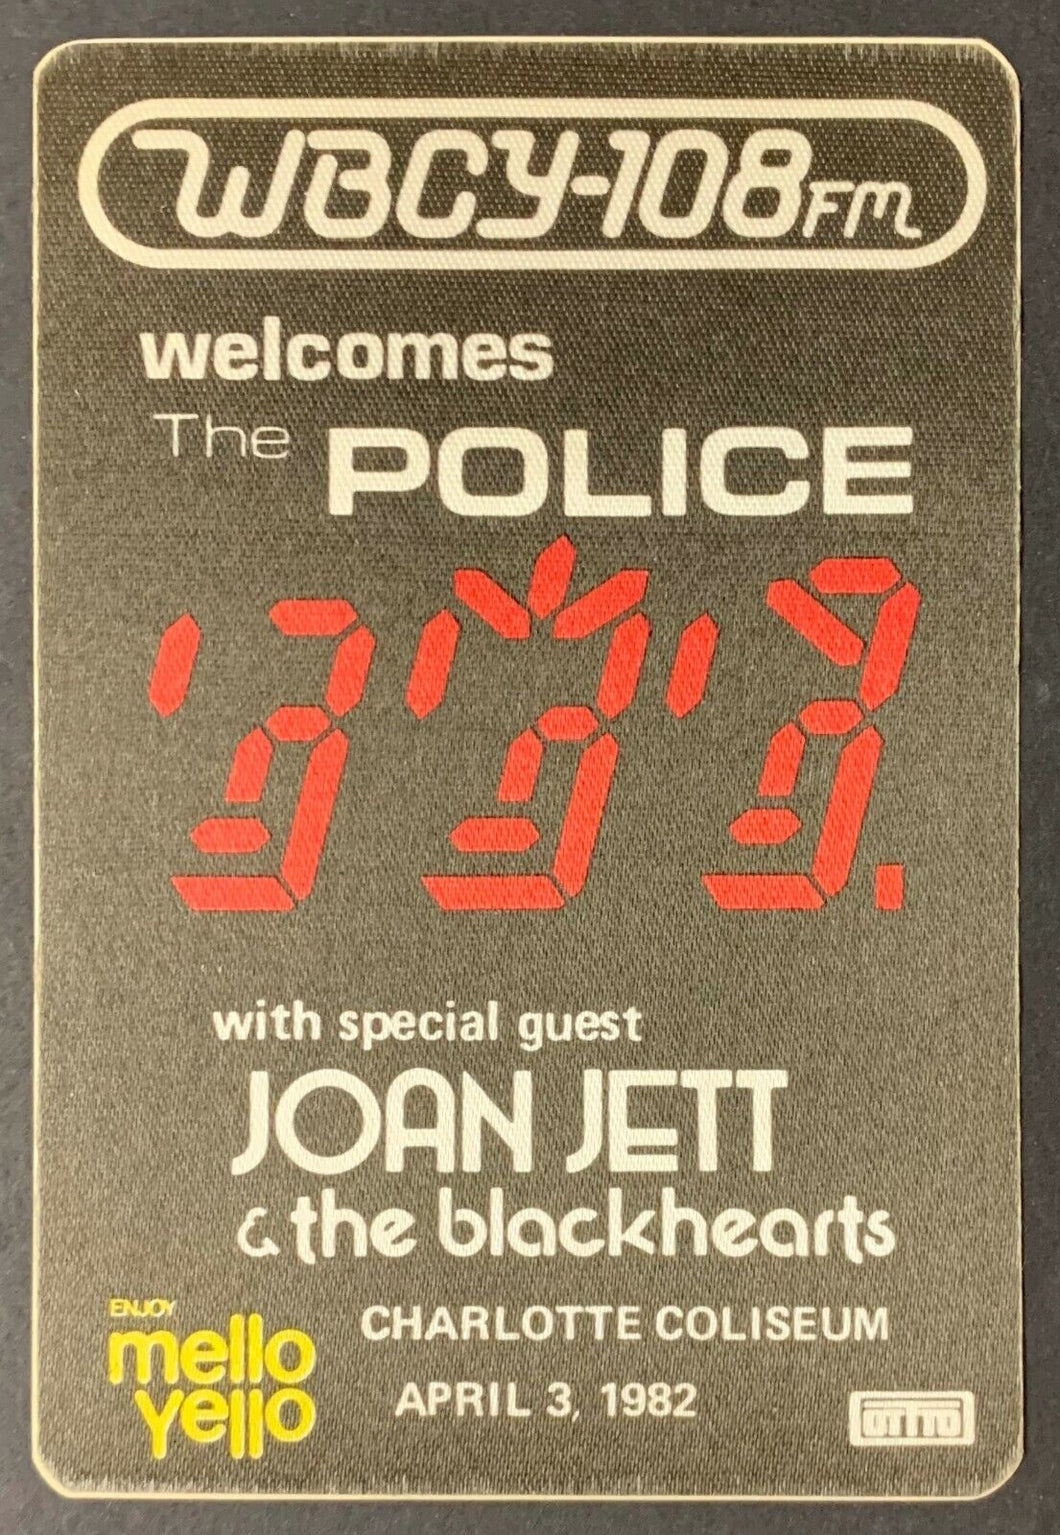 WBCY-108FM
welcomes
The POLICE
with special guest
JOAN JETT
& the blackhearts
ENJOY
mello
yello
CHARLOTTE COLISEUM
APRIL 3, 1982
OTTO